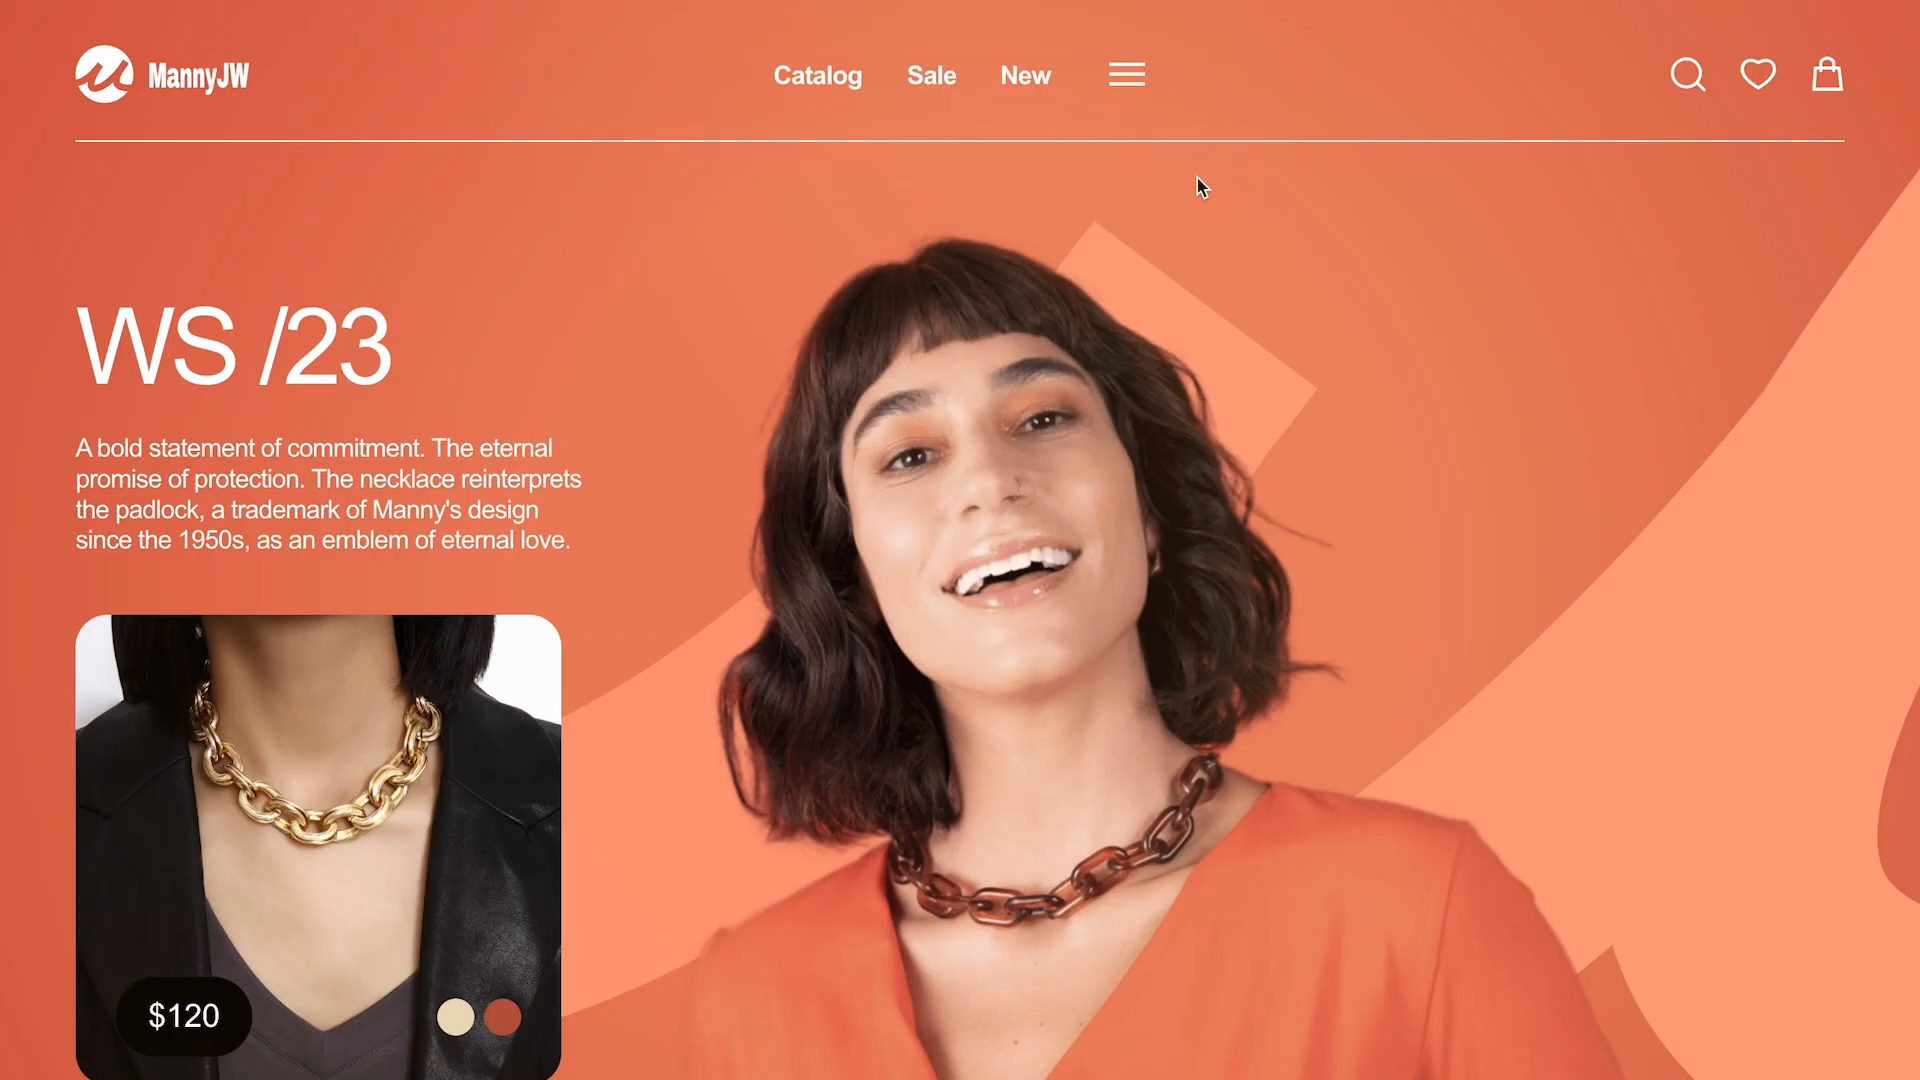 MannyJW
Catalog
Sale
New
WS /23
A bold statement of commitment. The eternal
promise of protection. The necklace reinterprets
the padlock, a trademark of Manny's design
since the 1950s, as an emblem of eternal love.
$120